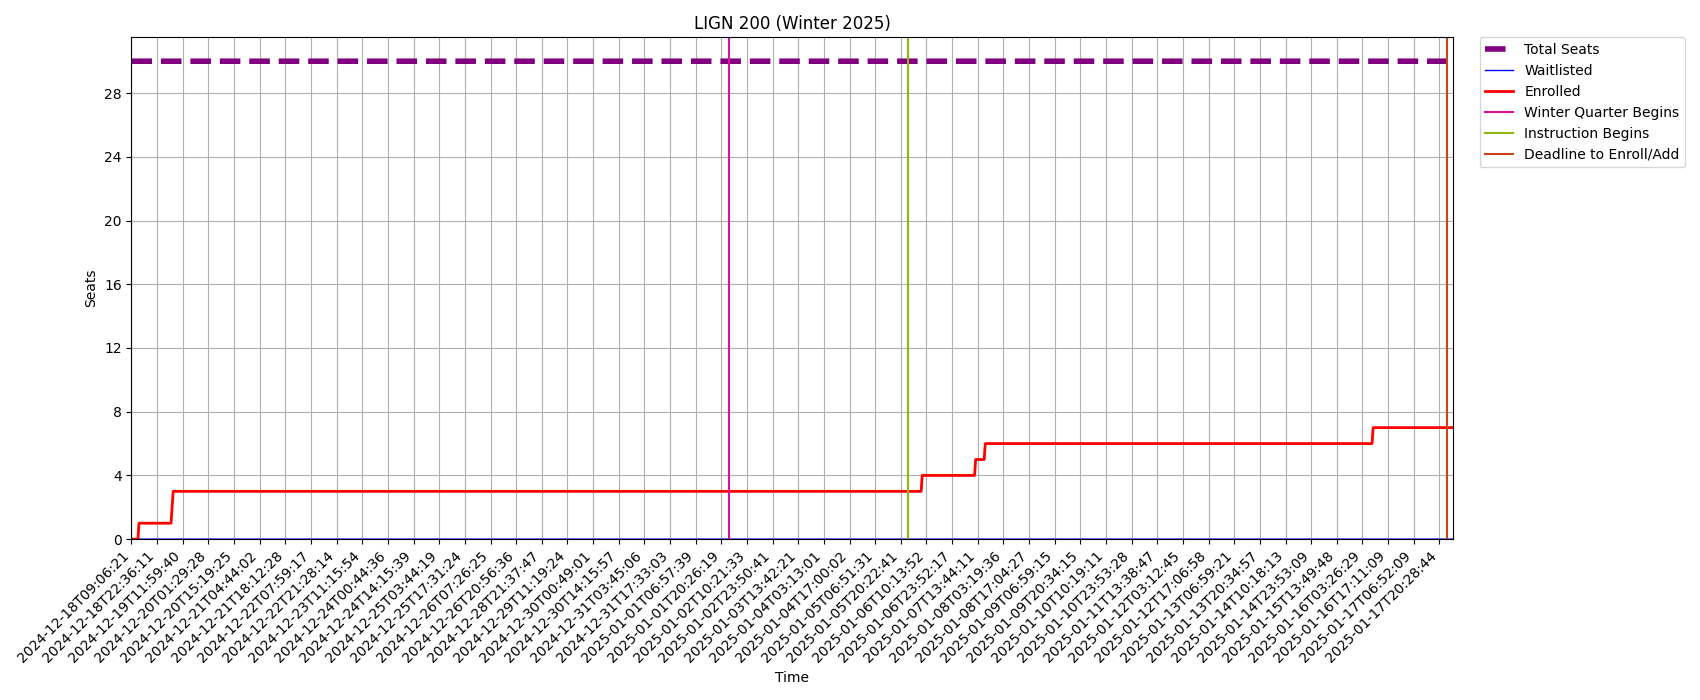 LIGN 200 (Winter 2025)
Total Seats
Waitlisted
Enrolled
Winter Quarter Begins
Instruction Begins
Deadline to Enroll/Add
28
24
20
16
12
8
4
0
Seats
2024-12-18T09:06:21
2024-12-18T22:36:11
2024-12-19T11:59:40
2024-12-20T01:29:28
2024-12-20T15:19:25
2024-12-21T04:44:02
2024-12-21T18:12:28
2024-12-22T07:59:17
2024-12-22T21:28:14
2024-12-23T11:15:54
2024-12-24T00:44:36
2024-12-24T14:15:39
2024-12-25T03:44:19
2024-12-25T17:31:24
2024-12-26T07:26:25
2024-12-26T20:56:36
2024-12-28T21:37:47
2024-12-29T11:19:24
2024-12-30T00:49:01
2024-12-30T14:15:57
2024-12-31T03:45:06
2024-12-31T17:33:03
2025-01-01T06:57:39
2025-01-01T20:26:19
2025-01-02T10:21:33
2025-01-02T23:50:41
2025-01-03T13:42:21
2025-01-04T03:13:01
2025-01-04T17:00:02
2025-01-05T06:51:31
2025-01-05T20:22:41
2025-01-06T10:13:52
2025-01-06T23:52:17
2025-01-07T13:44:11
2025-01-08T03:19:36
2025-01-08T17:04:27
2025-01-09T06:59:15
2025-01-09T20:34:15
2025-01-10T10:19:11
2025-01-10T23:53:28
2025-01-11T13:38:47
2025-01-12T03:12:45
2025-01-12T17:06:58
2025-01-13T06:59:21
2025-01-13T20:34:57
2025-01-14T10:18:13
2025-01-14T23:53:09
2025-01-15T13:49:48
2025-01-16T03:26:29
2025-01-16T17:11:09
2025-01-17T06:52:09
2025-01-17T20:28:44
Time